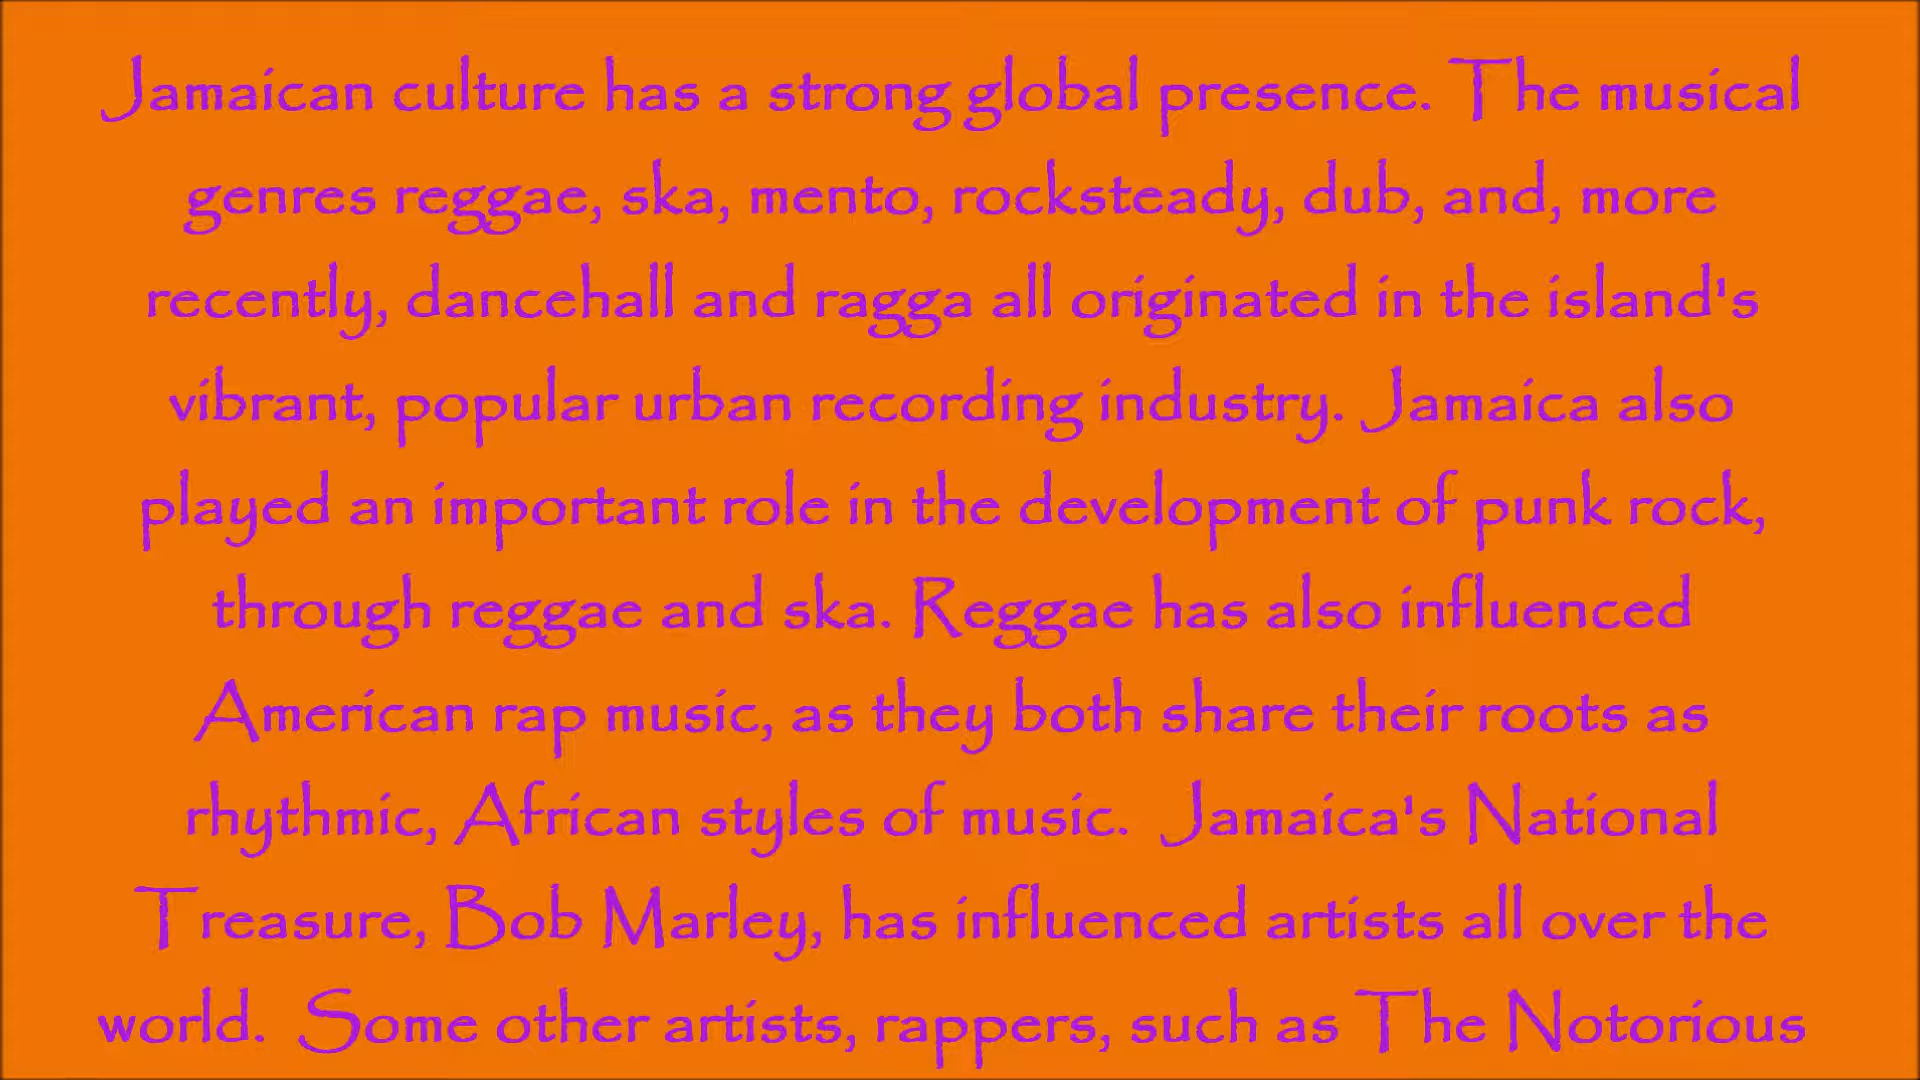 Jamaican culture has a strong global presence. The musical
genres reggae, ska, mento, rocksteady, dub, and, more
recently, dancehall and ragga all originated in the island's
vibrant, popular urban recording industry. Jamaica also
played an important role in the development of punk rock,
through reggae and ska. Reggae has also influenced
American rap music, as they both share their roots as
rhythmic, African styles of music.  Jamaica's National
Treasure, Bob Marley, has influenced artists all over the
world.  Some other artists, rappers, such as The Notorious